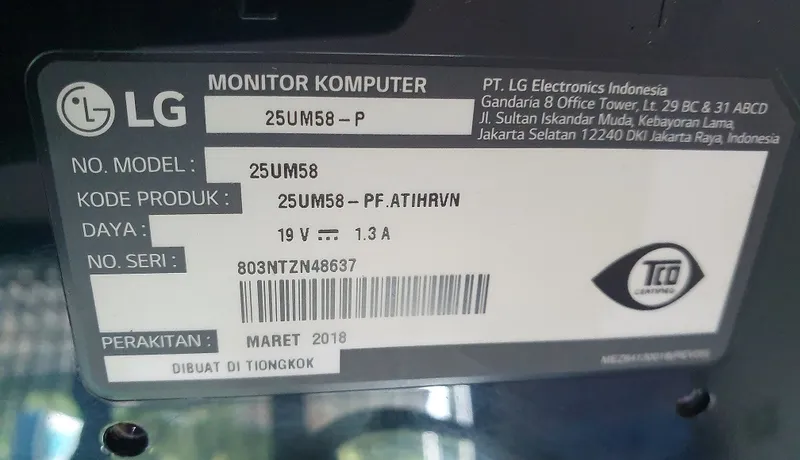 LG
MONITOR KOMPUTER
25UM58-P
PT. LG Electronics Indonesia
Gandaria 8 Office Tower, Lt. 29 BC & 31 ABCD
Jl. Sultan Iskandar Muda, Kebayoran Lama,
Jakarta Selatan 12240 DKI Jakarta Raya, Indonesia
NO. MODEL : 25UM58
KODE PRODUK : 25UM58-PF.ATIHRVN
DAYA : 19 V ⎓ 1.3 A
NO. SERI : 803NTZN48637
TCO
CERTIFIED
PERAKITAN : MARET 2018
DIBUAT DI TIONGKOK